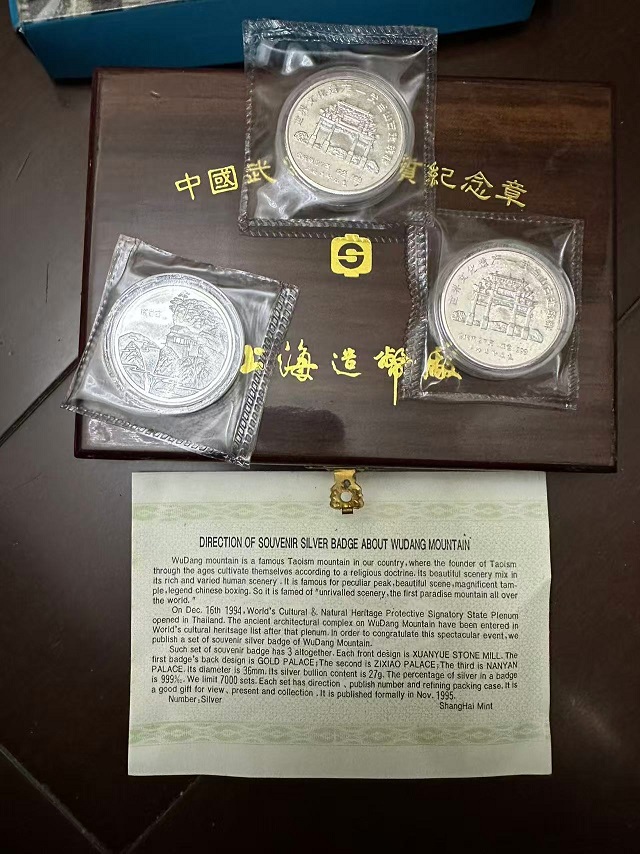 中國武 貨紀念章
上海造幣廠
DIRECTION OF SOUVENIR SILVER BADGE ABOUT WUDANG MOUNTAIN
WuDang mountain is a famous Taoism mountain in our country, where the founder of Taoism
through the ages cultivate themselves according to a religious doctrine. Its beautiful scenery mix in
its rich and varied human scenery. It is famous for peculiar peak, beautiful scene, magnificent tam-
ple, legend chinese boxing. So it is famed of "unrivalled scenery, the first paradise mountain all over
the world."
On Dec. 15th 1994, World's Cultural & Natural Heritage Protective Signatory State Plenum
opened in Thailand. The ancient architectural complex on WuDang Mountain have been entered in
World's cultural heritsage list after that plenum. In order to congratulate this spectacular event, we
publish a set of souvenir silver badge of WuDang Mountain.
Such set of souvenir badge has 3 altogether. Each front design is XUANYUE STONE MILL. The
first badge's back design is GOLD PALACE; The second is ZIXIAO PALACE; The third is NANYAN
PALACE. Its diameter is 36mm. Its silver bullion content is 27g. The percentage of silver in a badge
is 999‰. We limit 7000 sets. Each set has direction、publish number and refining packing case. It is
a good gift for view、present and collection. It is published formally in Nov. 1995.
Number: Silver
ShangHai Mint